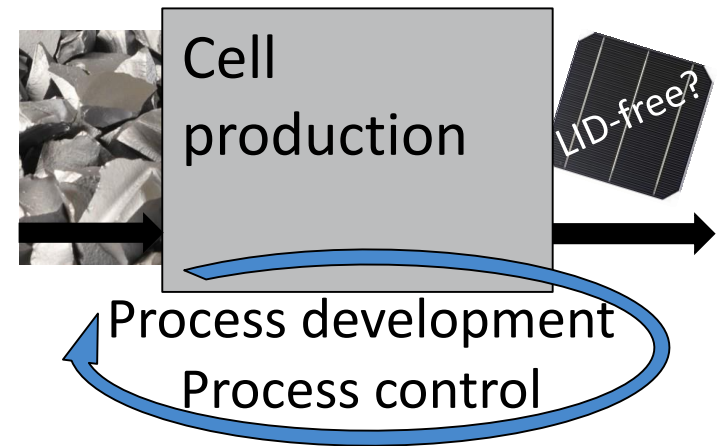 Cell
production
LID-free?
Process development
Process control